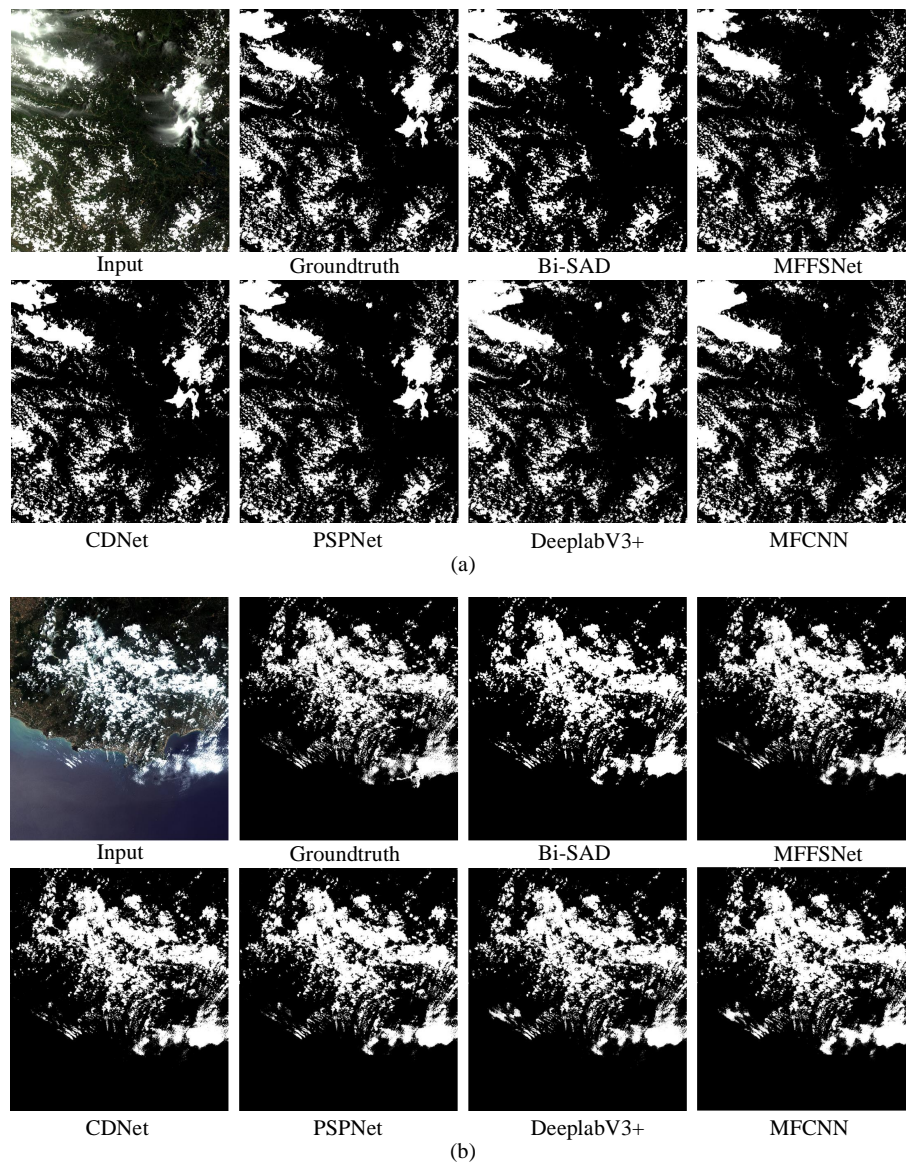 Input Groundtruth Bi-SAD MFFSNet
CDNet PSPNet DeeplabV3+ MFCNN
(a)
Input Groundtruth Bi-SAD MFFSNet
CDNet PSPNet DeeplabV3+ MFCNN
(b)